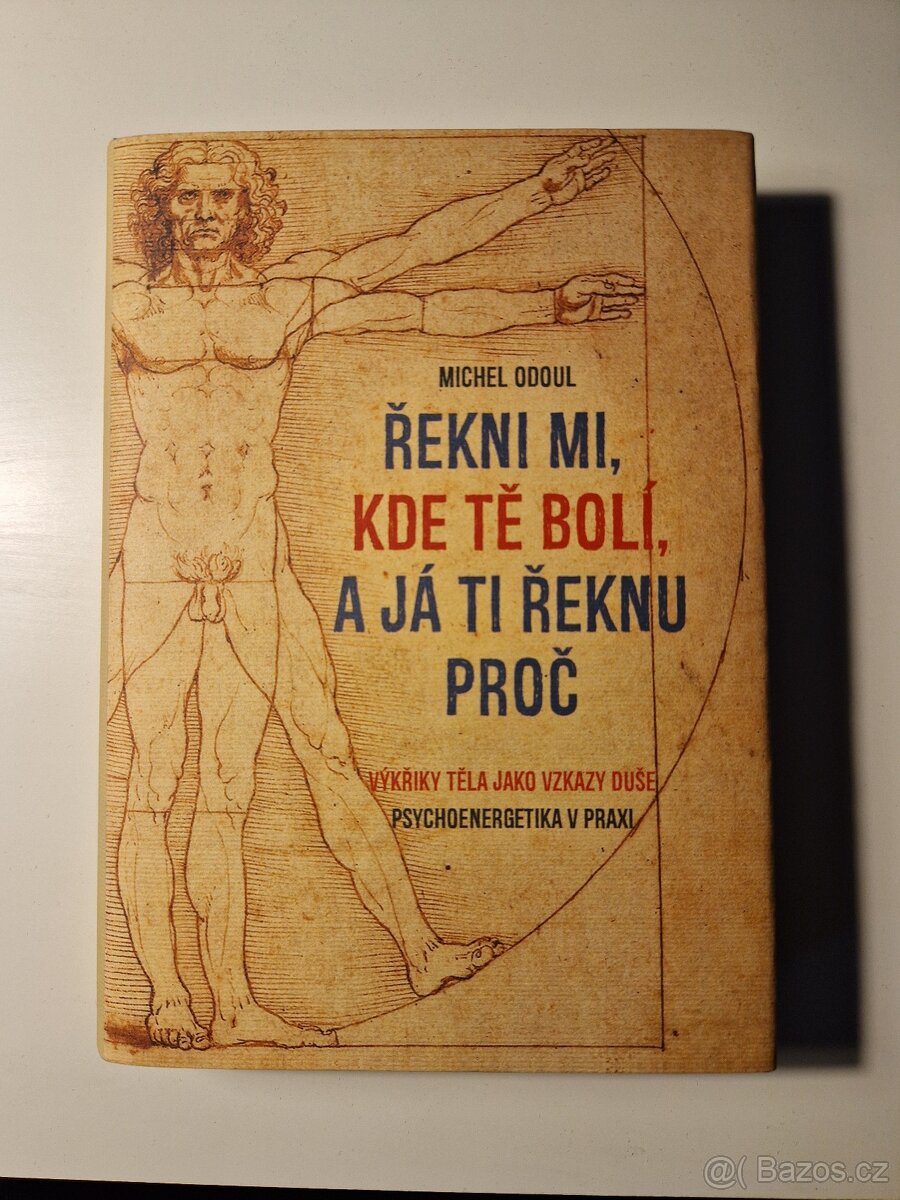 MICHEL ODOUL
ŘEKNI MI,
KDE TĚ BOLÍ,
A JÁ TI ŘEKNU
PROČ
VÝKŘIKY TĚLA JAKO VZKAZY DUŠE
PSYCHOENERGETIKA V PRAXI
@( Bazos.cz